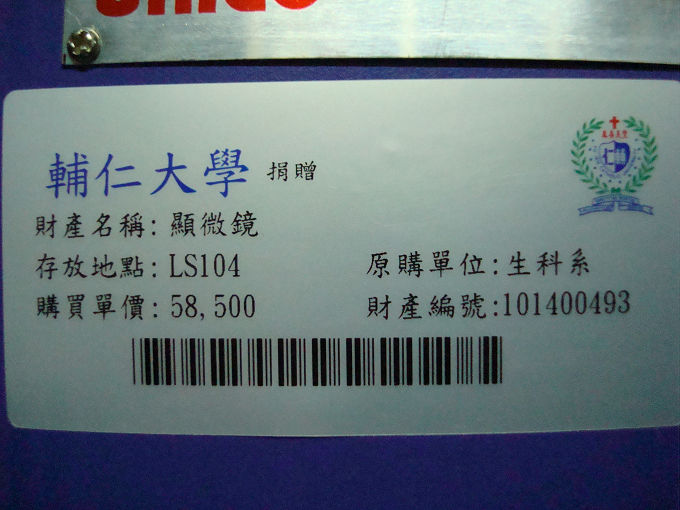 輔仁大學 捐贈
財產名稱: 顯微鏡
存放地點: LS104 原購單位:生科系
購買單價: 58,500 財產編號:101400493